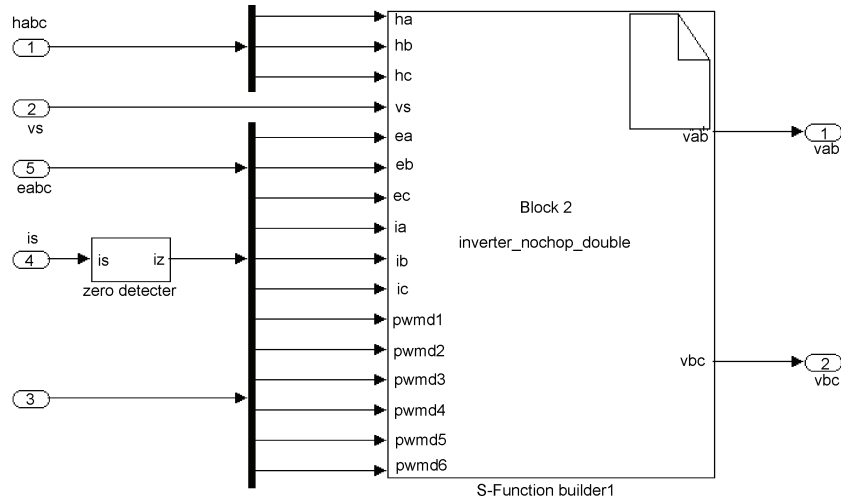 habc
1
2
vs
5
eabc
is
4
is iz
zero detecter
3
ha
hb
hc
vs
ea
eb
ec
ia
ib
ic
pwmd1
pwmd2
pwmd3
pwmd4
pwmd5
pwmd6
Block 2
inverter_nochop_double
vab
vbc
S-Function builder1
1
vab
2
vbc